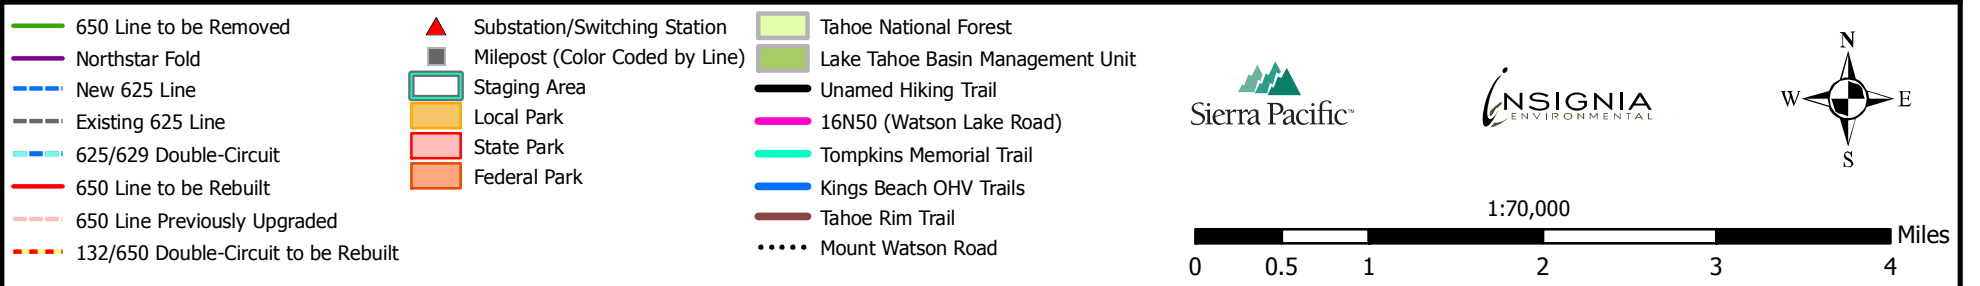 650 Line to be Removed
Northstar Fold
New 625 Line
Existing 625 Line
625/629 Double-Circuit
650 Line to be Rebuilt
650 Line Previously Upgraded
132/650 Double-Circuit to be Rebuilt
Substation/Switching Station
Milepost (Color Coded by Line)
Staging Area
Local Park
State Park
Federal Park
Tahoe National Forest
Lake Tahoe Basin Management Unit
Unamed Hiking Trail
16N50 (Watson Lake Road)
Tompkins Memorial Trail
Kings Beach OHV Trails
Tahoe Rim Trail
Mount Watson Road
Sierra Pacific™
INSIGNIA
ENVIRONMENTAL
N
W E
S
1:70,000
Miles
0 0.5 1 2 3 4